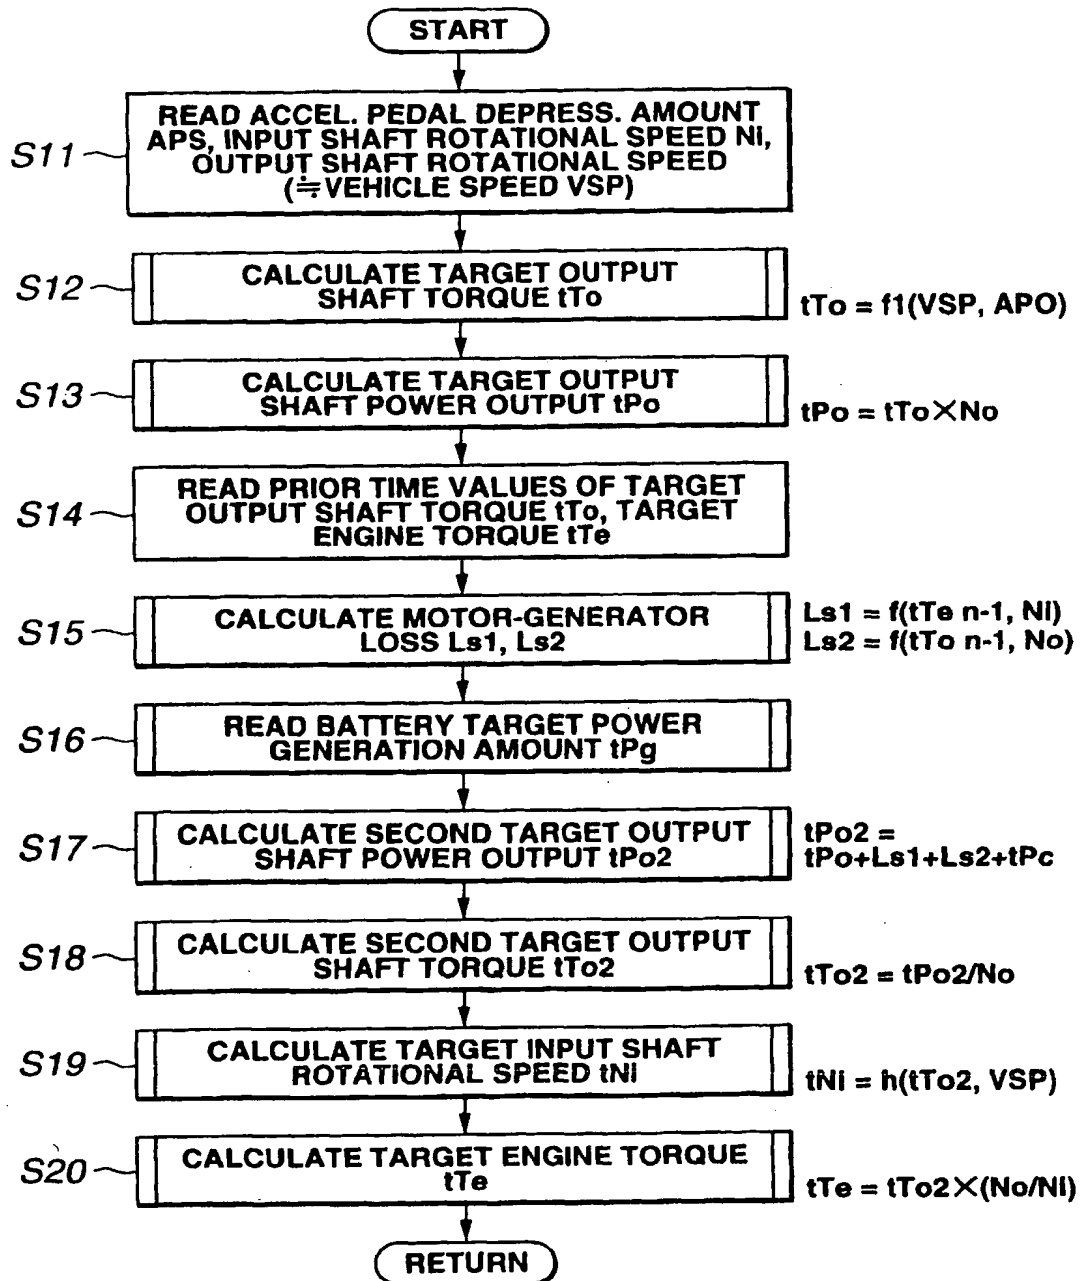 START
S11
READ ACCEL. PEDAL DEPRESS. AMOUNT
APS, INPUT SHAFT ROTATIONAL SPEED Ni,
OUTPUT SHAFT ROTATIONAL SPEED
(≒VEHICLE SPEED VSP)
S12
CALCULATE TARGET OUTPUT
SHAFT TORQUE tTo
tTo = f1(VSP, APO)
S13
CALCULATE TARGET OUTPUT
SHAFT POWER OUTPUT tPo
tPo = tTo×No
S14
READ PRIOR TIME VALUES OF TARGET
OUTPUT SHAFT TORQUE tTo, TARGET
ENGINE TORQUE tTe
S15
CALCULATE MOTOR-GENERATOR
LOSS Ls1, Ls2
Ls1 = f(tTe n-1, Ni)
Ls2 = f(tTo n-1, No)
S16
READ BATTERY TARGET POWER
GENERATION AMOUNT tPg
S17
CALCULATE SECOND TARGET OUTPUT
SHAFT POWER OUTPUT tPo2
tPo2 =
tPo+Ls1+Ls2+tPc
S18
CALCULATE SECOND TARGET OUTPUT
SHAFT TORQUE tTo2
tTo2 = tPo2/No
S19
CALCULATE TARGET INPUT SHAFT
ROTATIONAL SPEED tNi
tNi = h(tTo2, VSP)
S20
CALCULATE TARGET ENGINE TORQUE
tTe
tTe = tTo2×(No/Ni)
RETURN